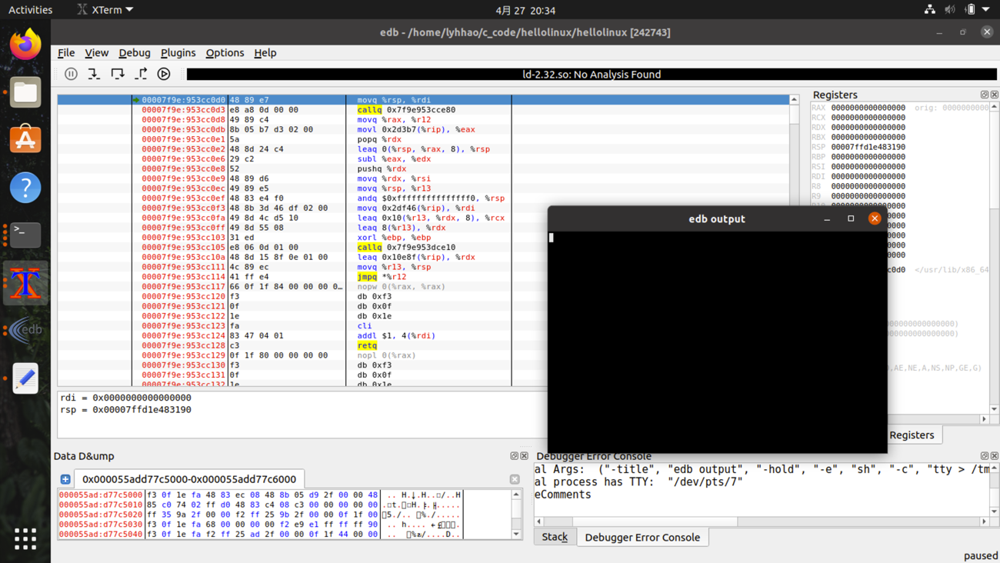 Activities XTerm 4月 27 20:34
edb - /home/lyhhao/c_code/hellolinux/hellolinux [242743]
File View Debug Plugins Options Help
ld-2.32.so: No Analysis Found
Registers
00007f9e:953cc0d0 48 89 e7 movq %rsp, %rdi
00007f9e:953cc0d3 e8 a8 0d 00 00 callq 0x7f9e953cce80
00007f9e:953cc0d8 49 89 c4 movq %rax, %r12
00007f9e:953cc0db 8b 05 b7 d3 02 00 movl 0x2d3b7(%rip), %eax
00007f9e:953cc0e1 5a popq %rdx
00007f9e:953cc0e2 48 8d 24 c4 leaq 0(%rsp, %rax, 8), %rsp
00007f9e:953cc0e6 29 c2 subl %eax, %edx
00007f9e:953cc0e8 52 pushq %rdx
00007f9e:953cc0e9 48 89 d6 movq %rdx, %rsi
00007f9e:953cc0ec 49 89 e5 movq %rsp, %r13
00007f9e:953cc0ef 48 83 e4 f0 andq $0xfffffffffffffff0, %rsp
00007f9e:953cc0f3 48 8b 3d 46 df 02 00 movq 0x2df46(%rip), %rdi
00007f9e:953cc0fa 49 8d 4c d5 10 leaq 0x10(%r13, %rdx, 8), %rcx
00007f9e:953cc0ff 49 8d 55 08 leaq 8(%r13), %rdx
00007f9e:953cc103 31 ed xorl %ebp, %ebp
00007f9e:953cc105 e8 06 0d 01 00 callq 0x7f9e953dce10
00007f9e:953cc10a 48 8d 15 8f 0e 01 00 leaq 0x10e8f(%rip), %rdx
00007f9e:953cc111 4c 89 ec movq %r13, %rsp
00007f9e:953cc114 41 ff e4 jmpq *%r12
00007f9e:953cc117 66 0f 1f 84 00 00 00 0… nopw 0(%rax, %rax)
00007f9e:953cc120 f3 db 0xf3
00007f9e:953cc121 0f db 0x0f
00007f9e:953cc122 1e db 0x1e
00007f9e:953cc123 fa cli
00007f9e:953cc124 83 47 04 01 addl $1, 4(%rdi)
00007f9e:953cc128 c3 retq
00007f9e:953cc129 0f 1f 80 00 00 00 00 nopl 0(%rax)
00007f9e:953cc130 f3 db 0xf3
00007f9e:953cc131 0f db 0x0f
00007f9e:953cc132 1e db 0x1e
RAX 0000000000000000 orig: 0000000000
RCX 0000000000000000
RDX 0000000000000000
RBX 0000000000000000
RSP 00007ffd1e483190
RBP 0000000000000000
RSI 0000000000000000
RDI 0000000000000000
R8 0000000000000000
R9 0000000000000000
R10 0000000000000000
c0d0 </usr/lib/x86_64
000000000000000)
000000000000000)
,AE,NE,A,NS,NP,GE,G)
edb output
rdi = 0x0000000000000000
rsp = 0x00007ffd1e483190
Registers
Data D&ump
0x000055add77c5000-0x000055add77c6000
000055ad:d77c5000 f3 0f 1e fa 48 83 ec 08 48 8b 05 d9 2f 00 00 48
000055ad:d77c5010 85 c0 74 02 ff d0 48 83 c4 08 c3 00 00 00 00 00
000055ad:d77c5020 ff 35 9a 2f 00 00 f2 ff 25 9b 2f 00 00 0f 1f 00
000055ad:d77c5030 f3 0f 1e fa 68 00 00 00 00 f2 e9 e1 ff ff ff 90
000055ad:d77c5040 f3 0f 1e fa f2 ff 25 ad 2f 00 00 0f 1f 44 00 00
Debugger Error Console
al Args: ("-title", "edb output", "-hold", "-e", "sh", "-c", "tty > /tm
al process has TTY: "/dev/pts/7"
eComments
Stack Debugger Error Console
paused